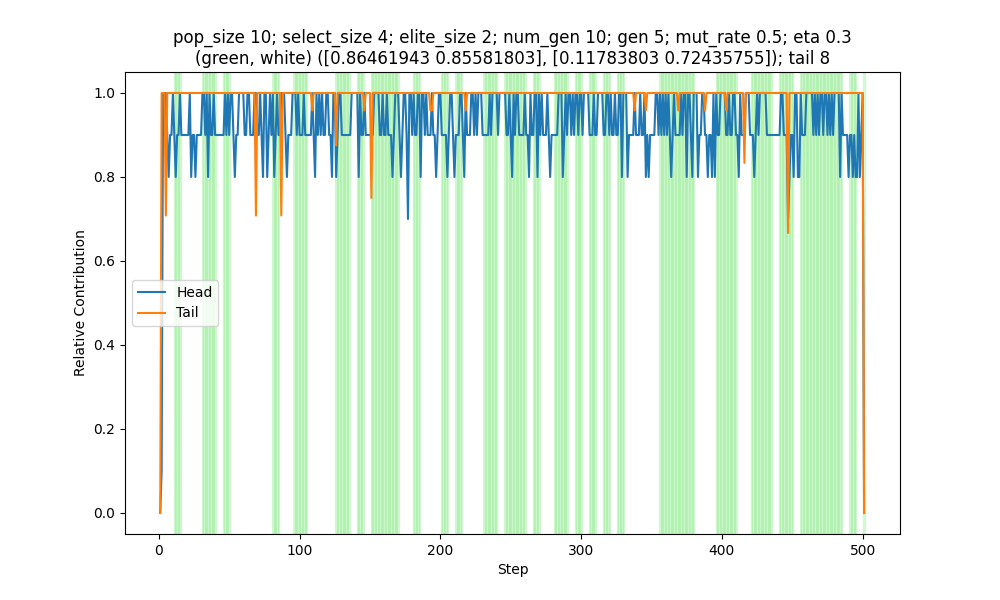 pop_size 10; select_size 4; elite_size 2; num_gen 10; gen 5; mut_rate 0.5; eta 0.3
(green, white) ([0.86461943 0.85581803], [0.11783803 0.72435755]); tail 8
1.0
0.8
0.6
0.4
0.2
0.0
Relative Contribution
Head
Tail
0 100 200 300 400 500
Step